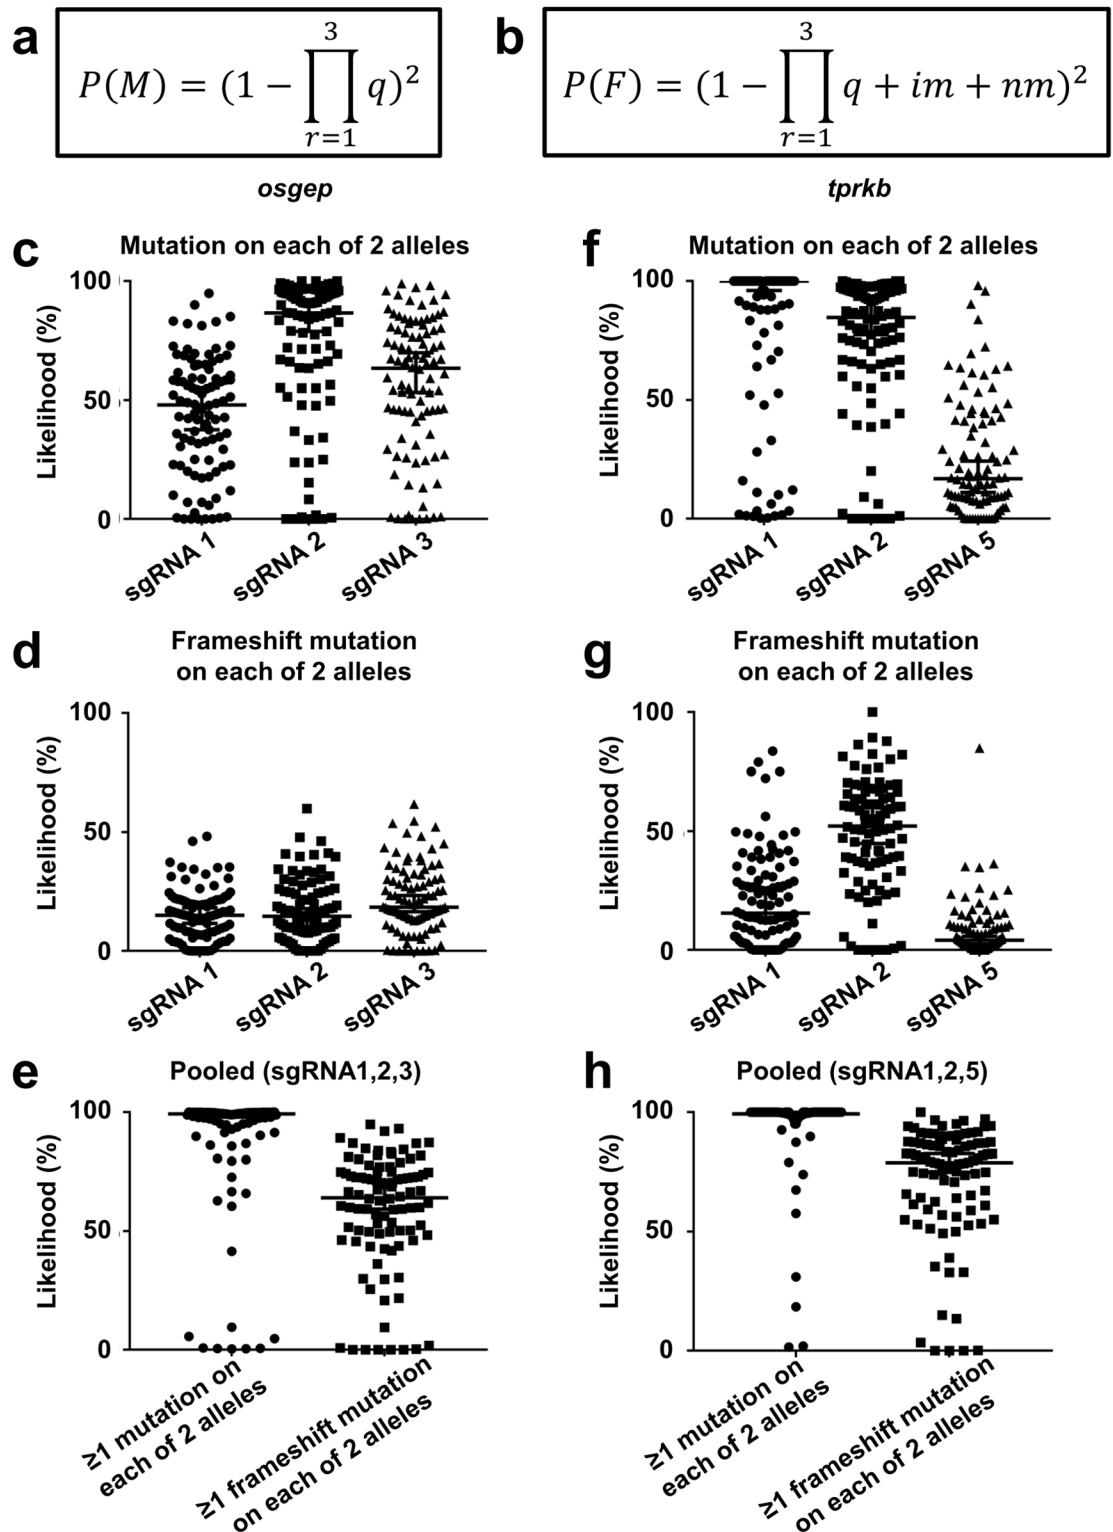 a
P(M) = (1 − ∏ q)²
3
r=1
b
P(F) = (1 − ∏ q + im + nm)²
3
r=1
osgep
tprkb
c
Mutation on each of 2 alleles
Likelihood (%)
100
50
0
sgRNA 1
sgRNA 2
sgRNA 3
f
Mutation on each of 2 alleles
Likelihood (%)
100
50
0
sgRNA 1
sgRNA 2
sgRNA 5
d
Frameshift mutation
on each of 2 alleles
Likelihood (%)
100
50
0
sgRNA 1
sgRNA 2
sgRNA 3
g
Frameshift mutation
on each of 2 alleles
Likelihood (%)
100
50
0
sgRNA 1
sgRNA 2
sgRNA 5
e
Pooled (sgRNA1,2,3)
Likelihood (%)
100
50
0
≥1 mutation on
each of 2 alleles
≥1 frameshift mutation
on each of 2 alleles
h
Pooled (sgRNA1,2,5)
Likelihood (%)
100
50
0
≥1 mutation on
each of 2 alleles
≥1 frameshift mutation
on each of 2 alleles